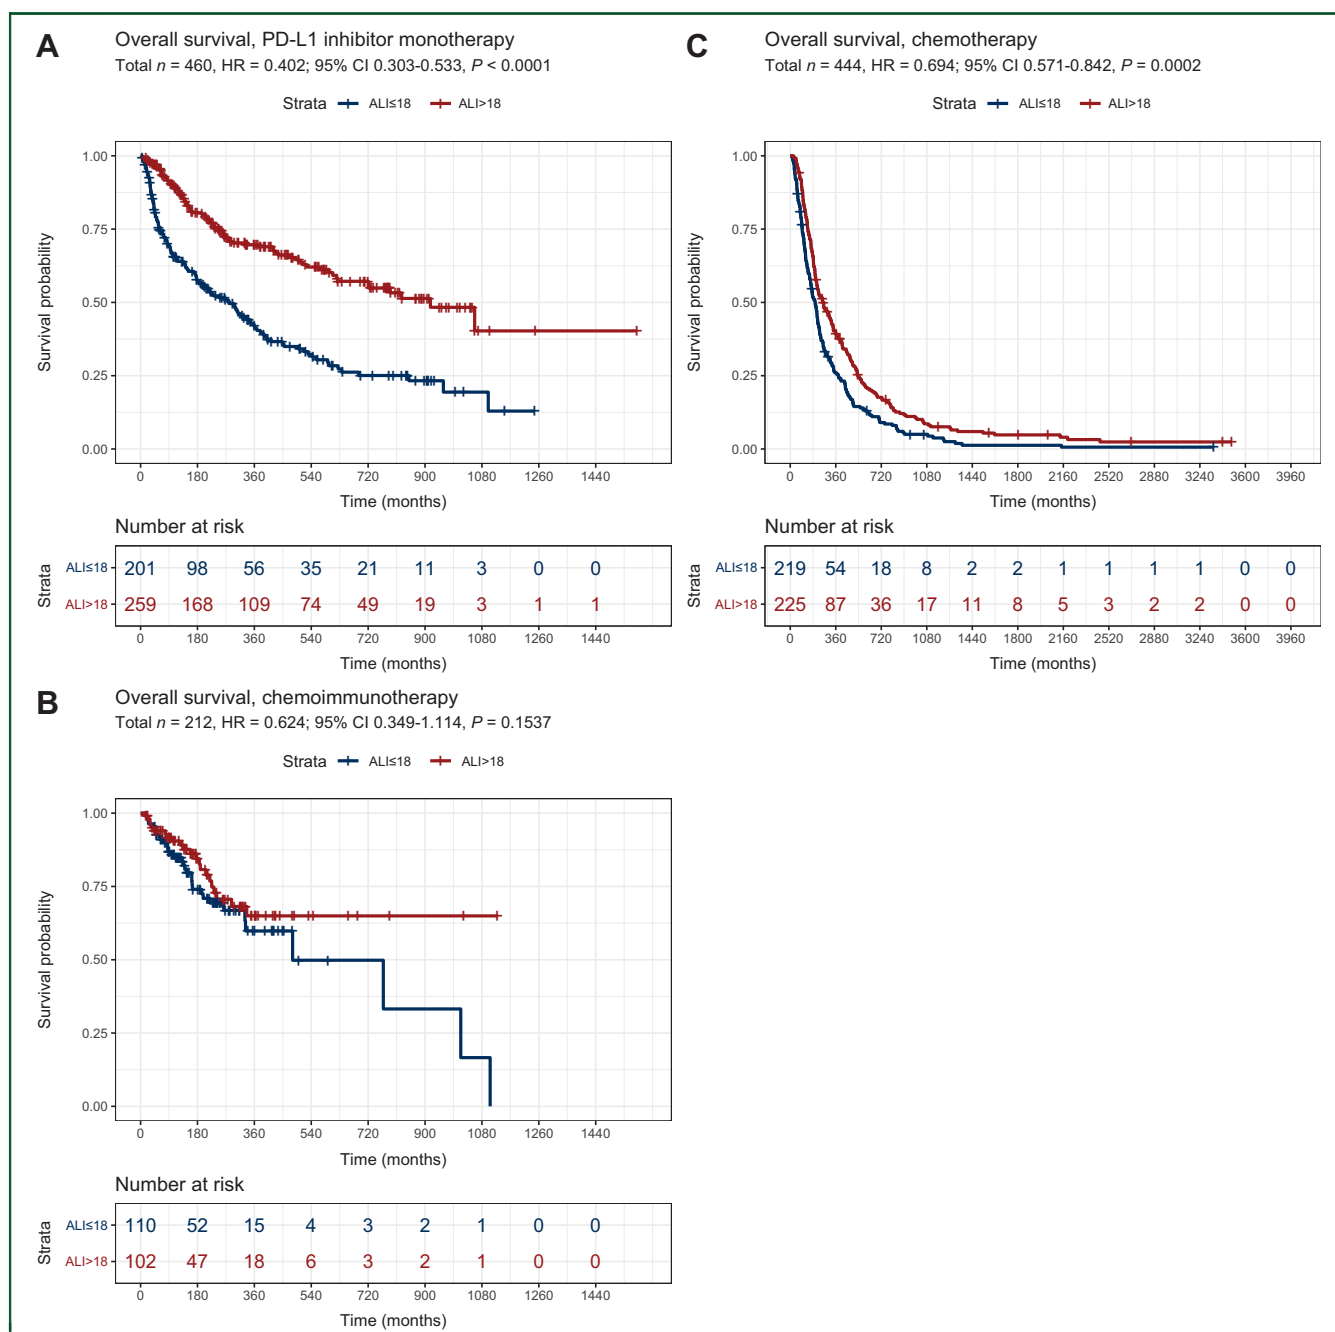 A
Overall survival, PD-L1 inhibitor monotherapy
Total n = 460, HR = 0.402; 95% CI 0.303-0.533, P < 0.0001
Strata ALI≤18 ALI>18
Survival probability
1.00
0.75
0.50
0.25
0.00
0 180 360 540 720 900 1080 1260 1440
Time (months)
Number at risk
Strata
ALI≤18 201 98 56 35 21 11 3 0 0
ALI>18 259 168 109 74 49 19 3 1 1
0 180 360 540 720 900 1080 1260 1440
Time (months)
B
Overall survival, chemoimmunotherapy
Total n = 212, HR = 0.624; 95% CI 0.349-1.114, P = 0.1537
Strata ALI≤18 ALI>18
Survival probability
1.00
0.75
0.50
0.25
0.00
0 180 360 540 720 900 1080 1260 1440
Time (months)
Number at risk
Strata
ALI≤18 110 52 15 4 3 2 1 0 0
ALI>18 102 47 18 6 3 2 1 0 0
0 180 360 540 720 900 1080 1260 1440
Time (months)
C
Overall survival, chemotherapy
Total n = 444, HR = 0.694; 95% CI 0.571-0.842, P = 0.0002
Strata ALI≤18 ALI>18
Survival probability
1.00
0.75
0.50
0.25
0.00
0 360 720 1080 1440 1800 2160 2520 2880 3240 3600 3960
Time (months)
Number at risk
Strata
ALI≤18 219 54 18 8 2 2 1 1 1 1 0 0
ALI>18 225 87 36 17 11 8 5 3 2 2 0 0
0 360 720 1080 1440 1800 2160 2520 2880 3240 3600 3960
Time (months)